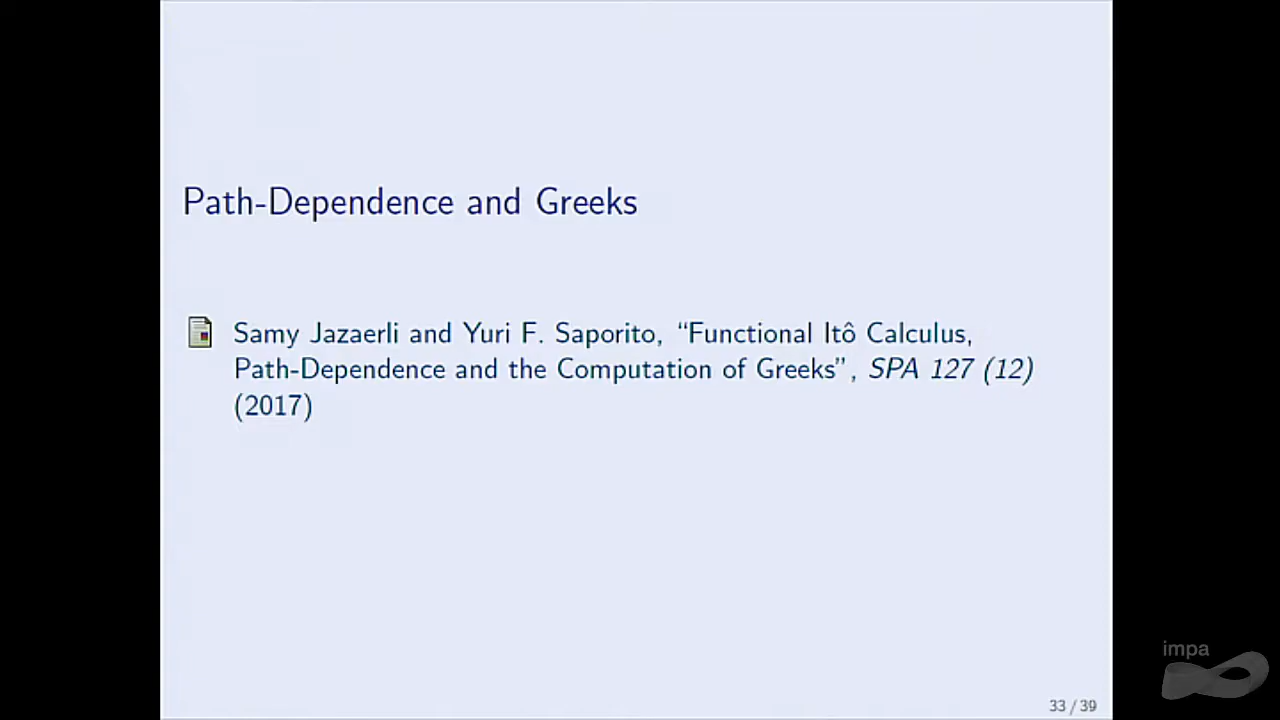 Path-Dependence and Greeks
Samy Jazaerli and Yuri F. Saporito, “Functional Itô Calculus,
Path-Dependence and the Computation of Greeks”, SPA 127 (12)
(2017)
impa
33 / 39